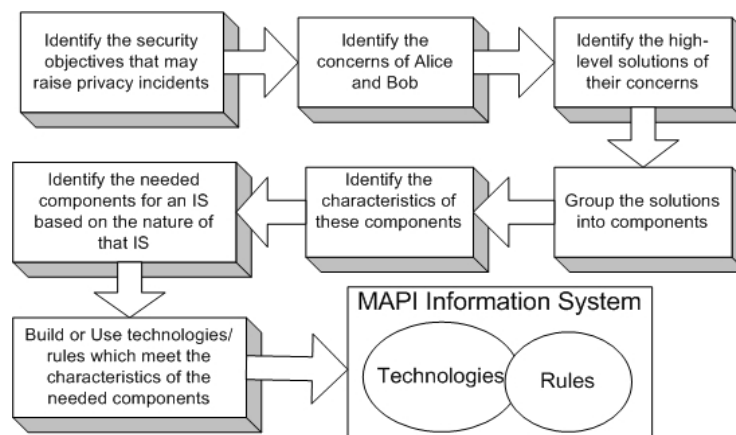 Identify the security
objectives that may
raise privacy incidents
Identify the
concerns of Alice
and Bob
Identify the high-
level solutions of
their concerns
Group the solutions
into components
Identify the
characteristics of
these components
Identify the needed
components for an IS
based on the nature of
that IS
Build or Use technologies/
rules which meet the
characteristics of the
needed components
MAPI Information System
Technologies
Rules